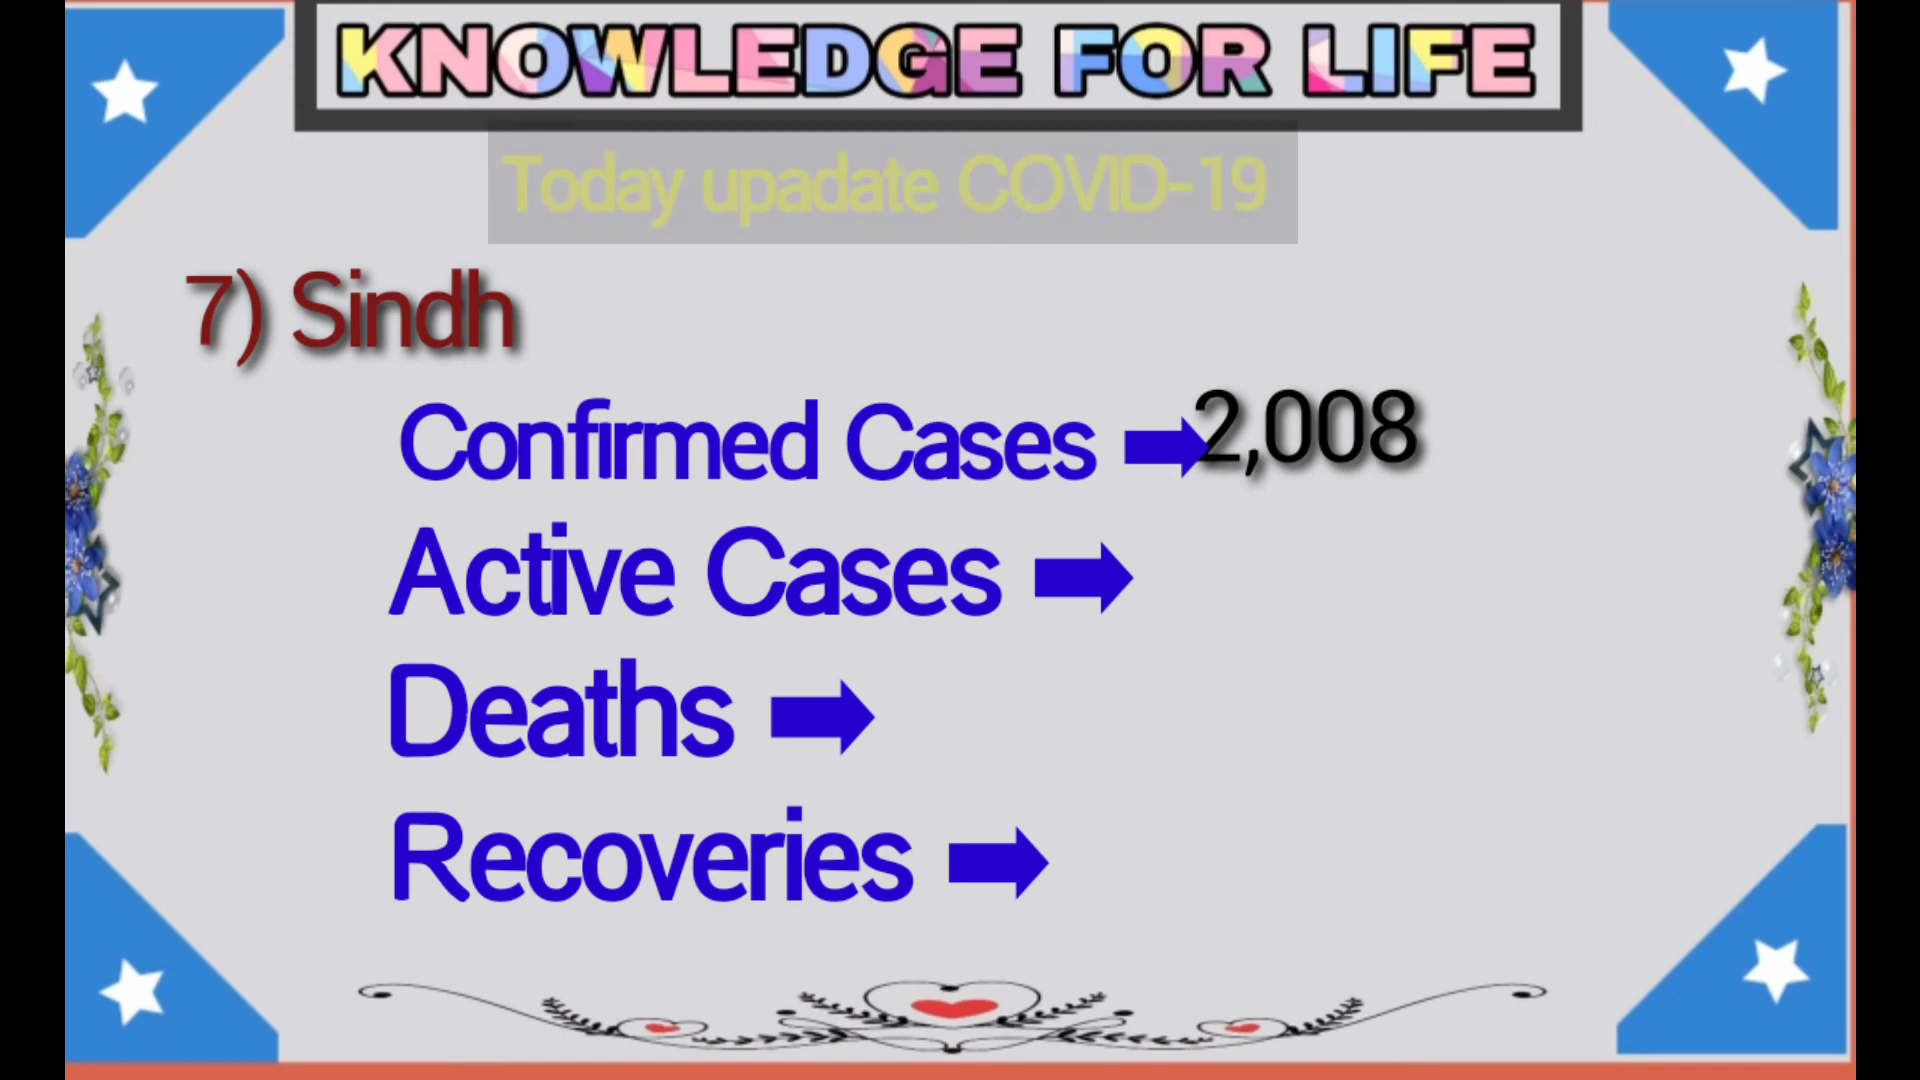 KNOWLEDGE FOR LIFE
Today upadate COVID-19
7) Sindh
Confirmed Cases ➡2,008
Active Cases ➡
Deaths ➡
Recoveries ➡